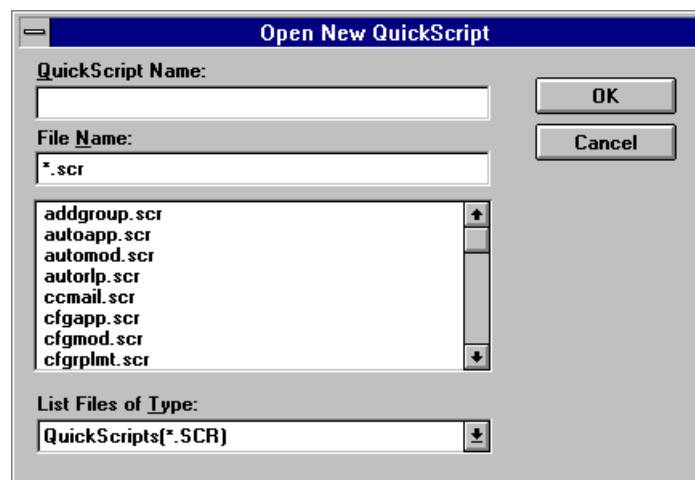 Open New QuickScript
QuickScript Name:
OK
File Name:
Cancel
*.scr
addgroup.scr
autoapp.scr
automod.scr
autorlp.scr
ccmail.scr
cfgapp.scr
cfgmod.scr
cfgrplmt.scr
List Files of Type:
QuickScripts(*.SCR)